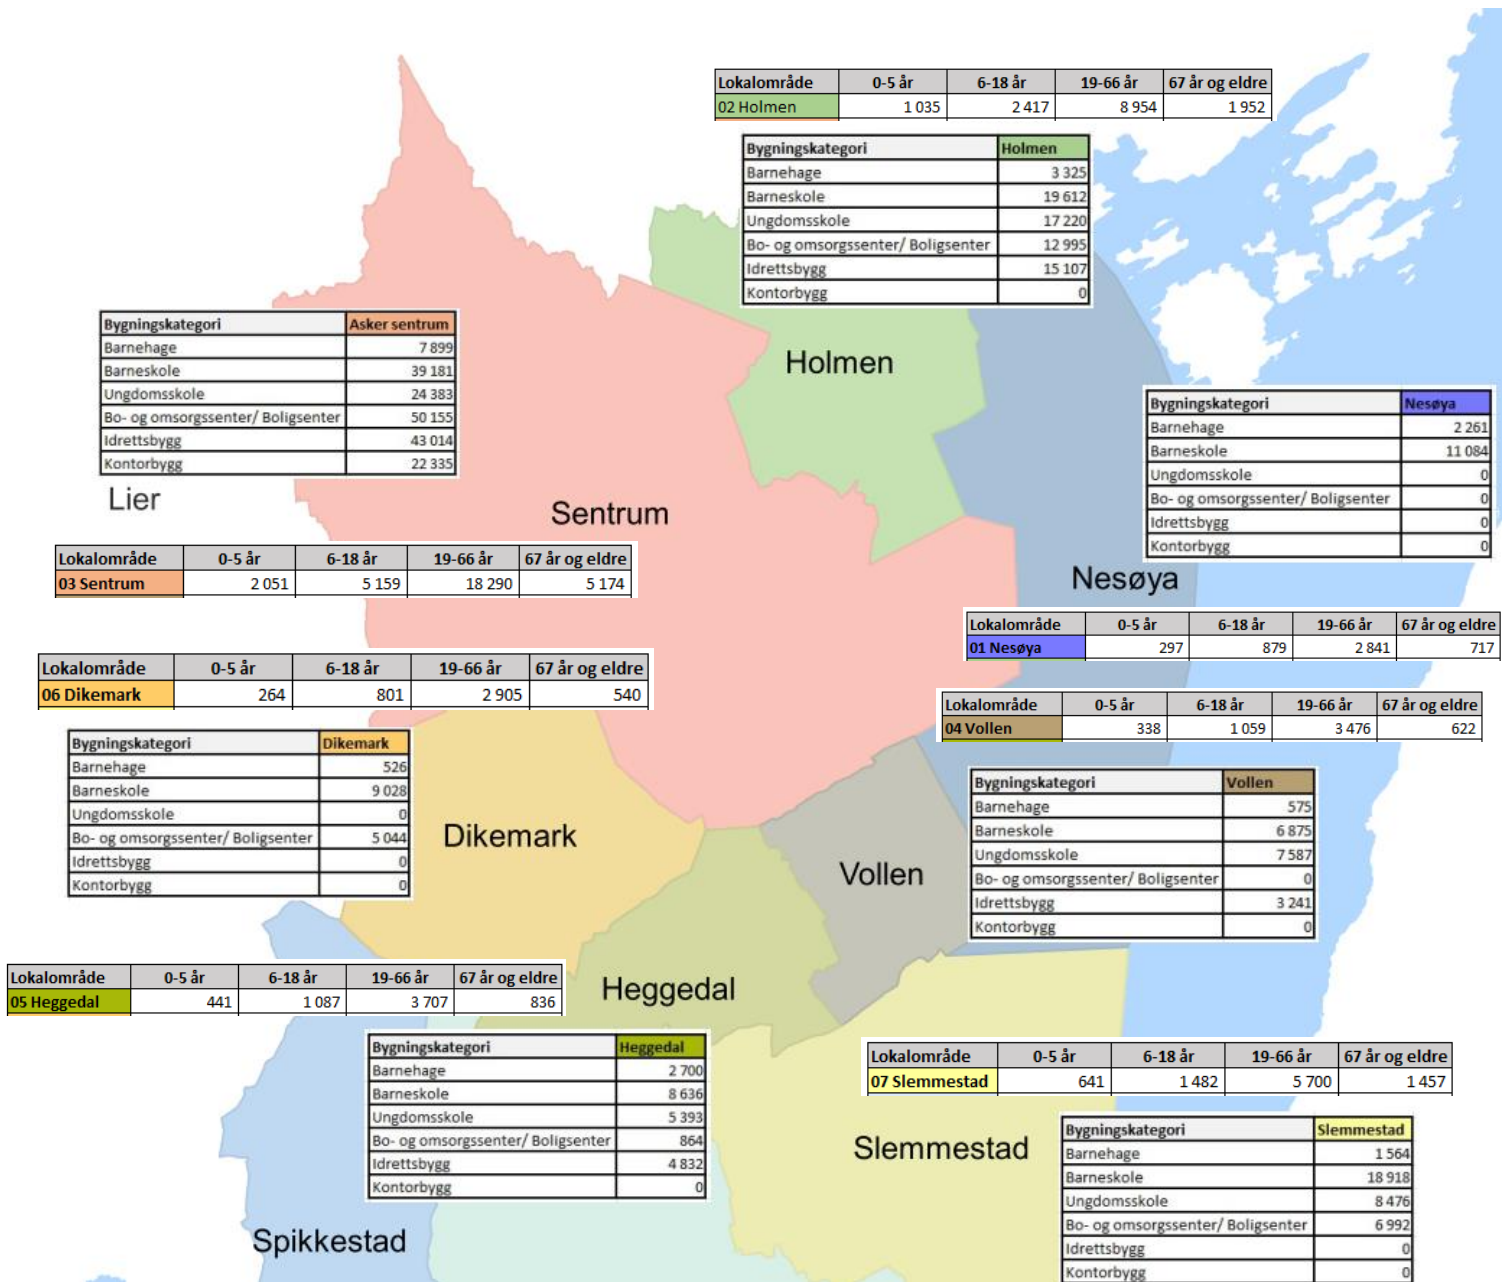 Lokalområde 0-5 år 6-18 år 19-66 år 67 år og eldre
02 Holmen 1 035 2 417 8 954 1 952
Bygningskategori Holmen
Barnehage 3 325
Barneskole 19 612
Ungdomsskole 17 220
Bo- og omsorgssenter/ Boligsenter 12 995
Idrettsbygg 15 107
Kontorbygg 0
Bygningskategori Asker sentrum
Barnehage 7 899
Barneskole 39 181
Ungdomsskole 24 383
Bo- og omsorgssenter/ Boligsenter 50 155
Idrettsbygg 43 014
Kontorbygg 22 335
Holmen
Bygningskategori Nesøya
Barnehage 2 261
Barneskole 11 084
Ungdomsskole 0
Bo- og omsorgssenter/ Boligsenter 0
Idrettsbygg 0
Kontorbygg 0
Lier
Sentrum
Lokalområde 0-5 år 6-18 år 19-66 år 67 år og eldre
03 Sentrum 2 051 5 159 18 290 5 174
Nesøya
Lokalområde 0-5 år 6-18 år 19-66 år 67 år og eldre
01 Nesøya 297 879 2 841 717
Lokalområde 0-5 år 6-18 år 19-66 år 67 år og eldre
06 Dikemark 264 801 2 905 540
Lokalområde 0-5 år 6-18 år 19-66 år 67 år og eldre
04 Vollen 338 1 059 3 476 622
Bygningskategori Dikemark
Barnehage 526
Barneskole 9 028
Ungdomsskole 0
Bo- og omsorgssenter/ Boligsenter 5 044
Idrettsbygg 0
Kontorbygg 0
Dikemark
Bygningskategori Vollen
Barnehage 575
Barneskole 6 875
Ungdomsskole 7 587
Bo- og omsorgssenter/ Boligsenter 0
Idrettsbygg 3 241
Kontorbygg 0
Vollen
Lokalområde 0-5 år 6-18 år 19-66 år 67 år og eldre
05 Heggedal 441 1 087 3 707 836
Heggedal
Bygningskategori Heggedal
Barnehage 2 700
Barneskole 8 636
Ungdomsskole 5 393
Bo- og omsorgssenter/ Boligsenter 864
Idrettsbygg 4 832
Kontorbygg 0
Lokalområde 0-5 år 6-18 år 19-66 år 67 år og eldre
07 Slemmestad 641 1 482 5 700 1 457
Slemmestad
Bygningskategori Slemmestad
Barnehage 1 564
Barneskole 18 918
Ungdomsskole 8 476
Bo- og omsorgssenter/ Boligsenter 6 992
Idrettsbygg 0
Kontorbygg 0
Spikkestad